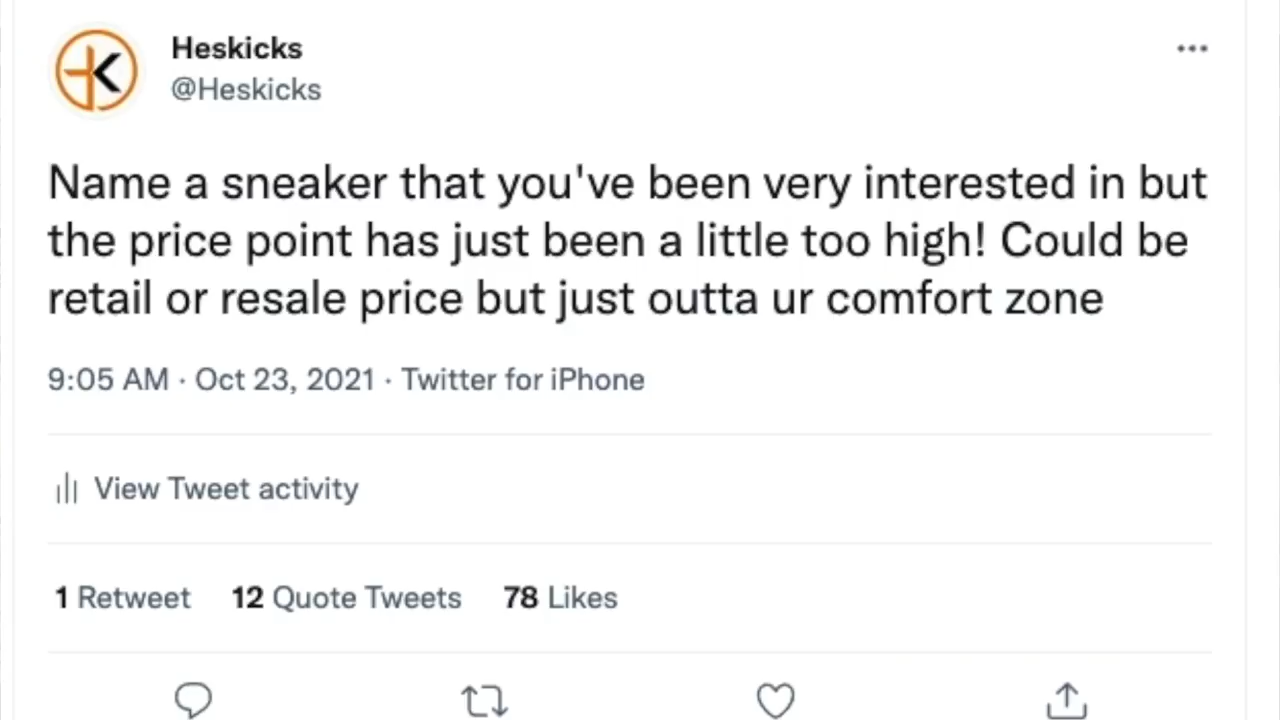 Heskicks
@Heskicks
Name a sneaker that you've been very interested in but
the price point has just been a little too high! Could be
retail or resale price but just outta ur comfort zone
9:05 AM · Oct 23, 2021 · Twitter for iPhone
View Tweet activity
1 Retweet 12 Quote Tweets 78 Likes